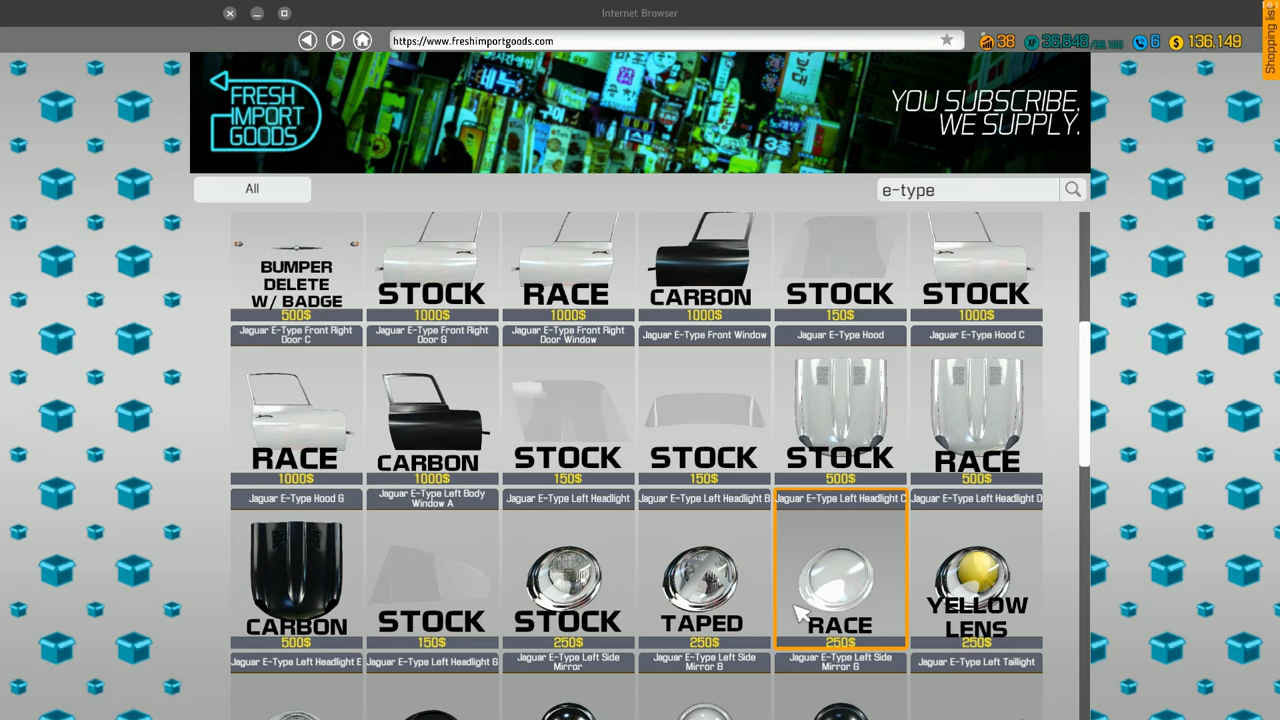 Internet Browser
Shopping list
https://www.freshimportgoods.com
38
36,848
6
136,149
FRESH
IMPORT
GOODS
YOU SUBSCRIBE,
WE SUPPLY.
All
e-type
BUMPER
DELETE
W/ BADGE
STOCK
RACE
CARBON
STOCK
STOCK
500$
1000$
1000$
1000$
150$
1000$
Jaguar E-Type Front Right
Door C
Jaguar E-Type Front Right
Door G
Jaguar E-Type Front Right
Door Window
Jaguar E-Type Front Window
Jaguar E-Type Hood
Jaguar E-Type Hood C
RACE
CARBON
STOCK
STOCK
STOCK
RACE
1000$
1000$
150$
150$
500$
500$
Jaguar E-Type Hood G
Jaguar E-Type Left Body
Window A
Jaguar E-Type Left Headlight
Jaguar E-Type Left Headlight B
Jaguar E-Type Left Headlight C
Jaguar E-Type Left Headlight D
CARBON
STOCK
STOCK
TAPED
RACE
YELLOW
LENS
500$
150$
250$
250$
250$
250$
Jaguar E-Type Left Headlight E
Jaguar E-Type Left Headlight G
Jaguar E-Type Left Side
Mirror
Jaguar E-Type Left Side
Mirror B
Jaguar E-Type Left Side
Mirror G
Jaguar E-Type Left Taillight